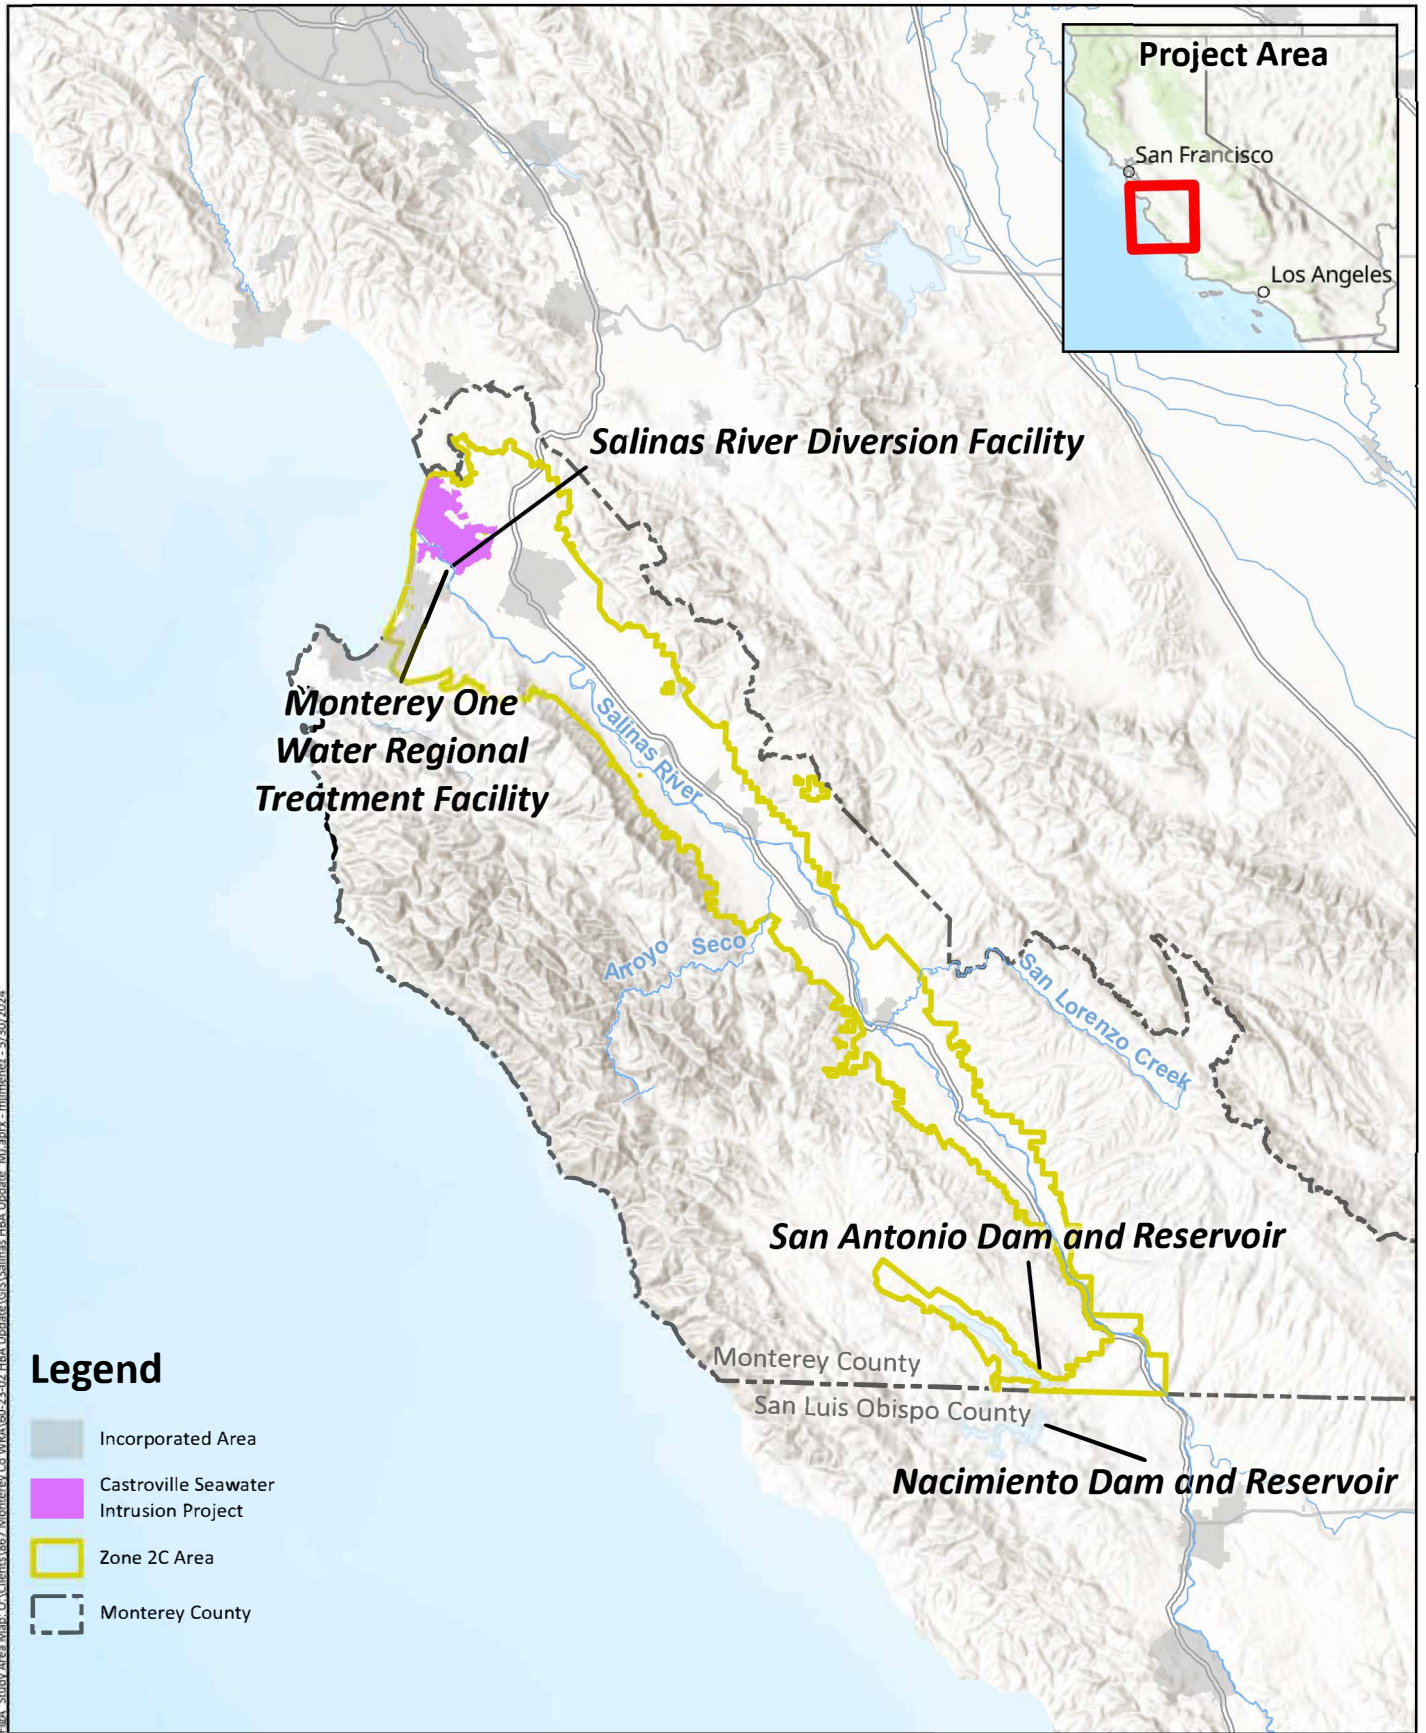 Project Area
San Francisco
Los Angeles
Salinas River Diversion Facility
Monterey One
Water Regional
Treatment Facility
Salinas River
Arroyo Seco
San Lorenzo Creek
San Antonio Dam and Reservoir
Monterey County
San Luis Obispo County
Nacimiento Dam and Reservoir
Legend
Incorporated Area
Castroville Seawater
Intrusion Project
Zone 2C Area
Monterey County